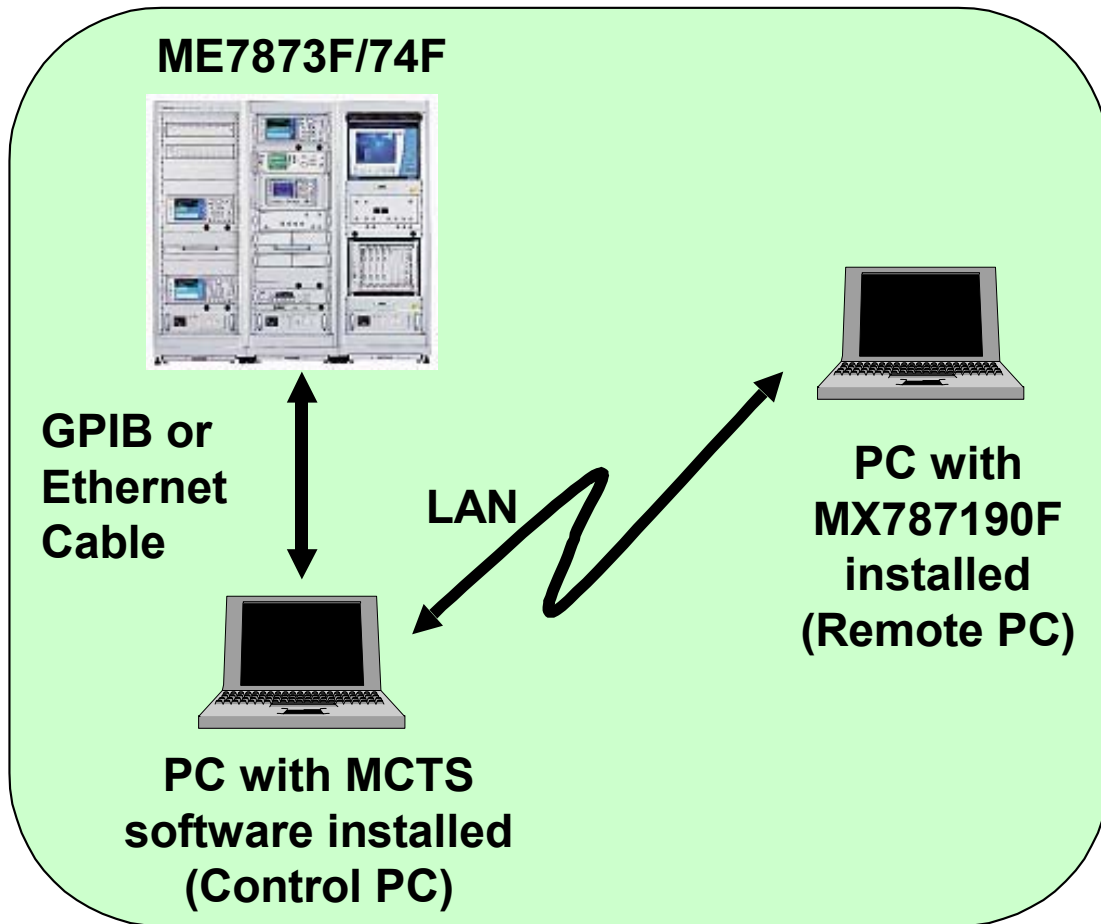 ME7873F/74F
GPIB or
Ethernet
Cable
LAN
PC with
MX787190F
installed
(Remote PC)
PC with MCTS
software installed
(Control PC)